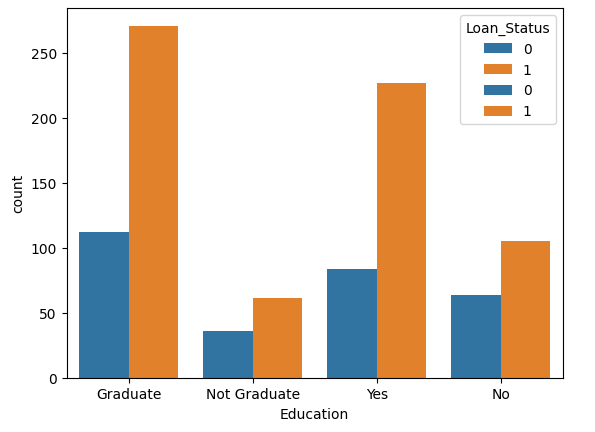 Loan_Status
0
1
0
1
250
200
150
100
50
0
count
Graduate
Not Graduate
Yes
No
Education